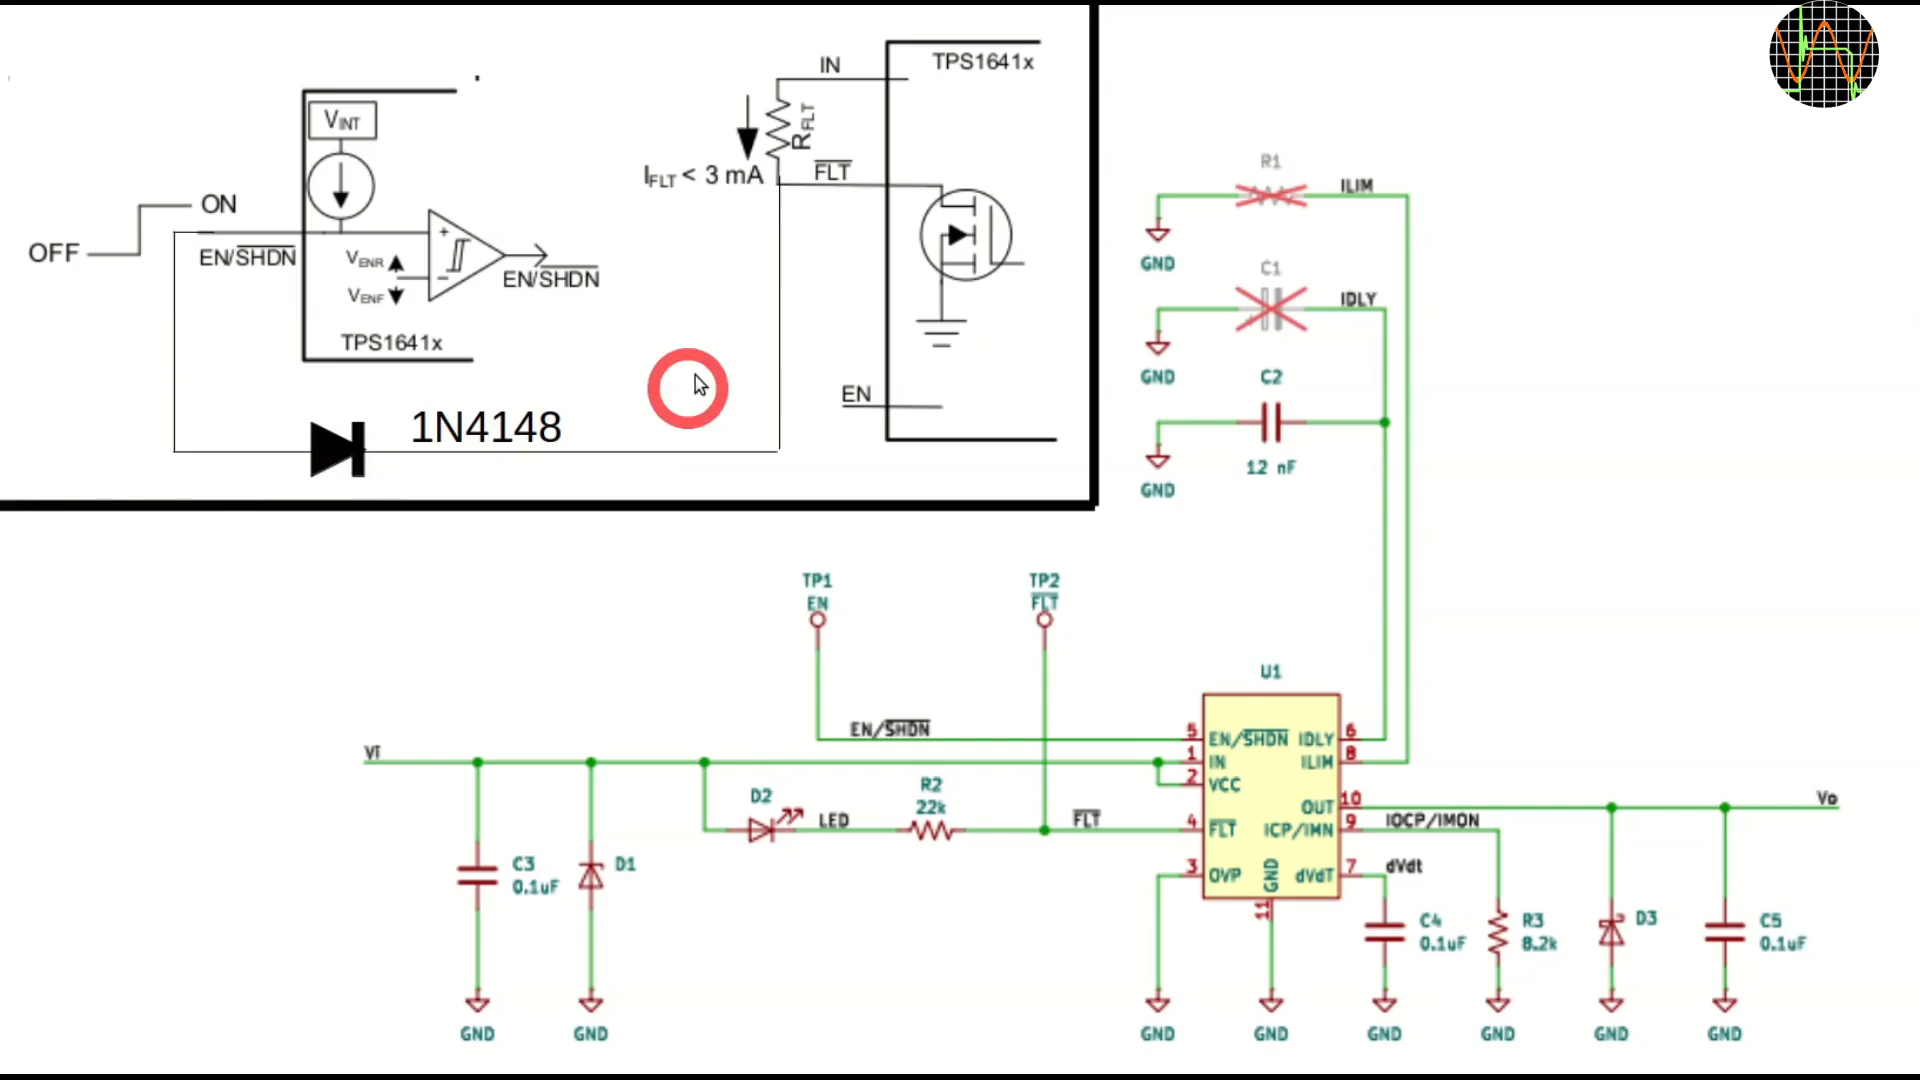 IN
TPS1641x
VINT
RFLT
IFLT < 3 mA
FLT
ON
OFF
EN/SHDN
VENR
VENF
+
−
EN/SHDN
TPS1641x
EN
1N4148
R1
ILIM
GND
C1
IDLY
GND
C2
12 nF
GND
TP1
EN
TP2
FLT
U1
EN/SHDN
Vi
5
1
2
4
3
EN/SHDN
IN
VCC
FLT
OVP
GND
11
IDLY
ILIM
OUT
ICP/IMN
dVdT
6
8
10
9
7
Vo
IOCP/IMON
dVdt
D2
LED
R2
22k
FLT
C3
0.1uF
D1
C4
0.1uF
R3
8.2k
D3
C5
0.1uF
GND
GND
GND
GND
GND
GND
GND
GND